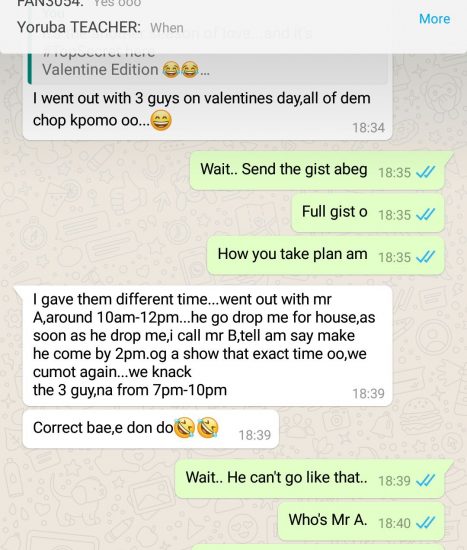 FAN3054: Yes ooo
Yoruba TEACHER: When
More
#TopSecret here
Valentine Edition 😂😂...
I went out with 3 guys on valentines day,all of dem
chop kpomo oo...😄
18:34
Wait.. Send the gist abeg 18:35
Full gist o 18:35
How you take plan am 18:35
I gave them different time...went out with mr
A,around 10am-12pm...he go drop me for house,as
soon as he drop me,i call mr B,tell am say make
he come by 2pm.og a show that exact time oo,we
cumot again...we knack
the 3 guy,na from 7pm-10pm
18:39
Correct bae,e don do🤣🤣 18:39
Wait.. He can't go like that.. 18:39
Who's Mr A. 18:40